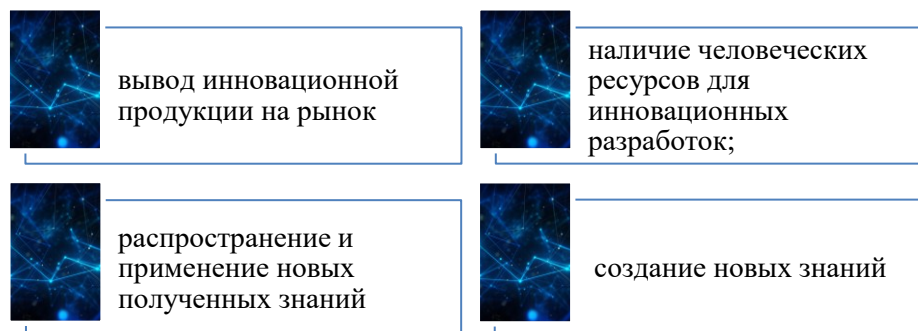 вывод инновационной
продукции на рынок
наличие человеческих
ресурсов для
инновационных
разработок;
распространение и
применение новых
полученных знаний
создание новых знаний